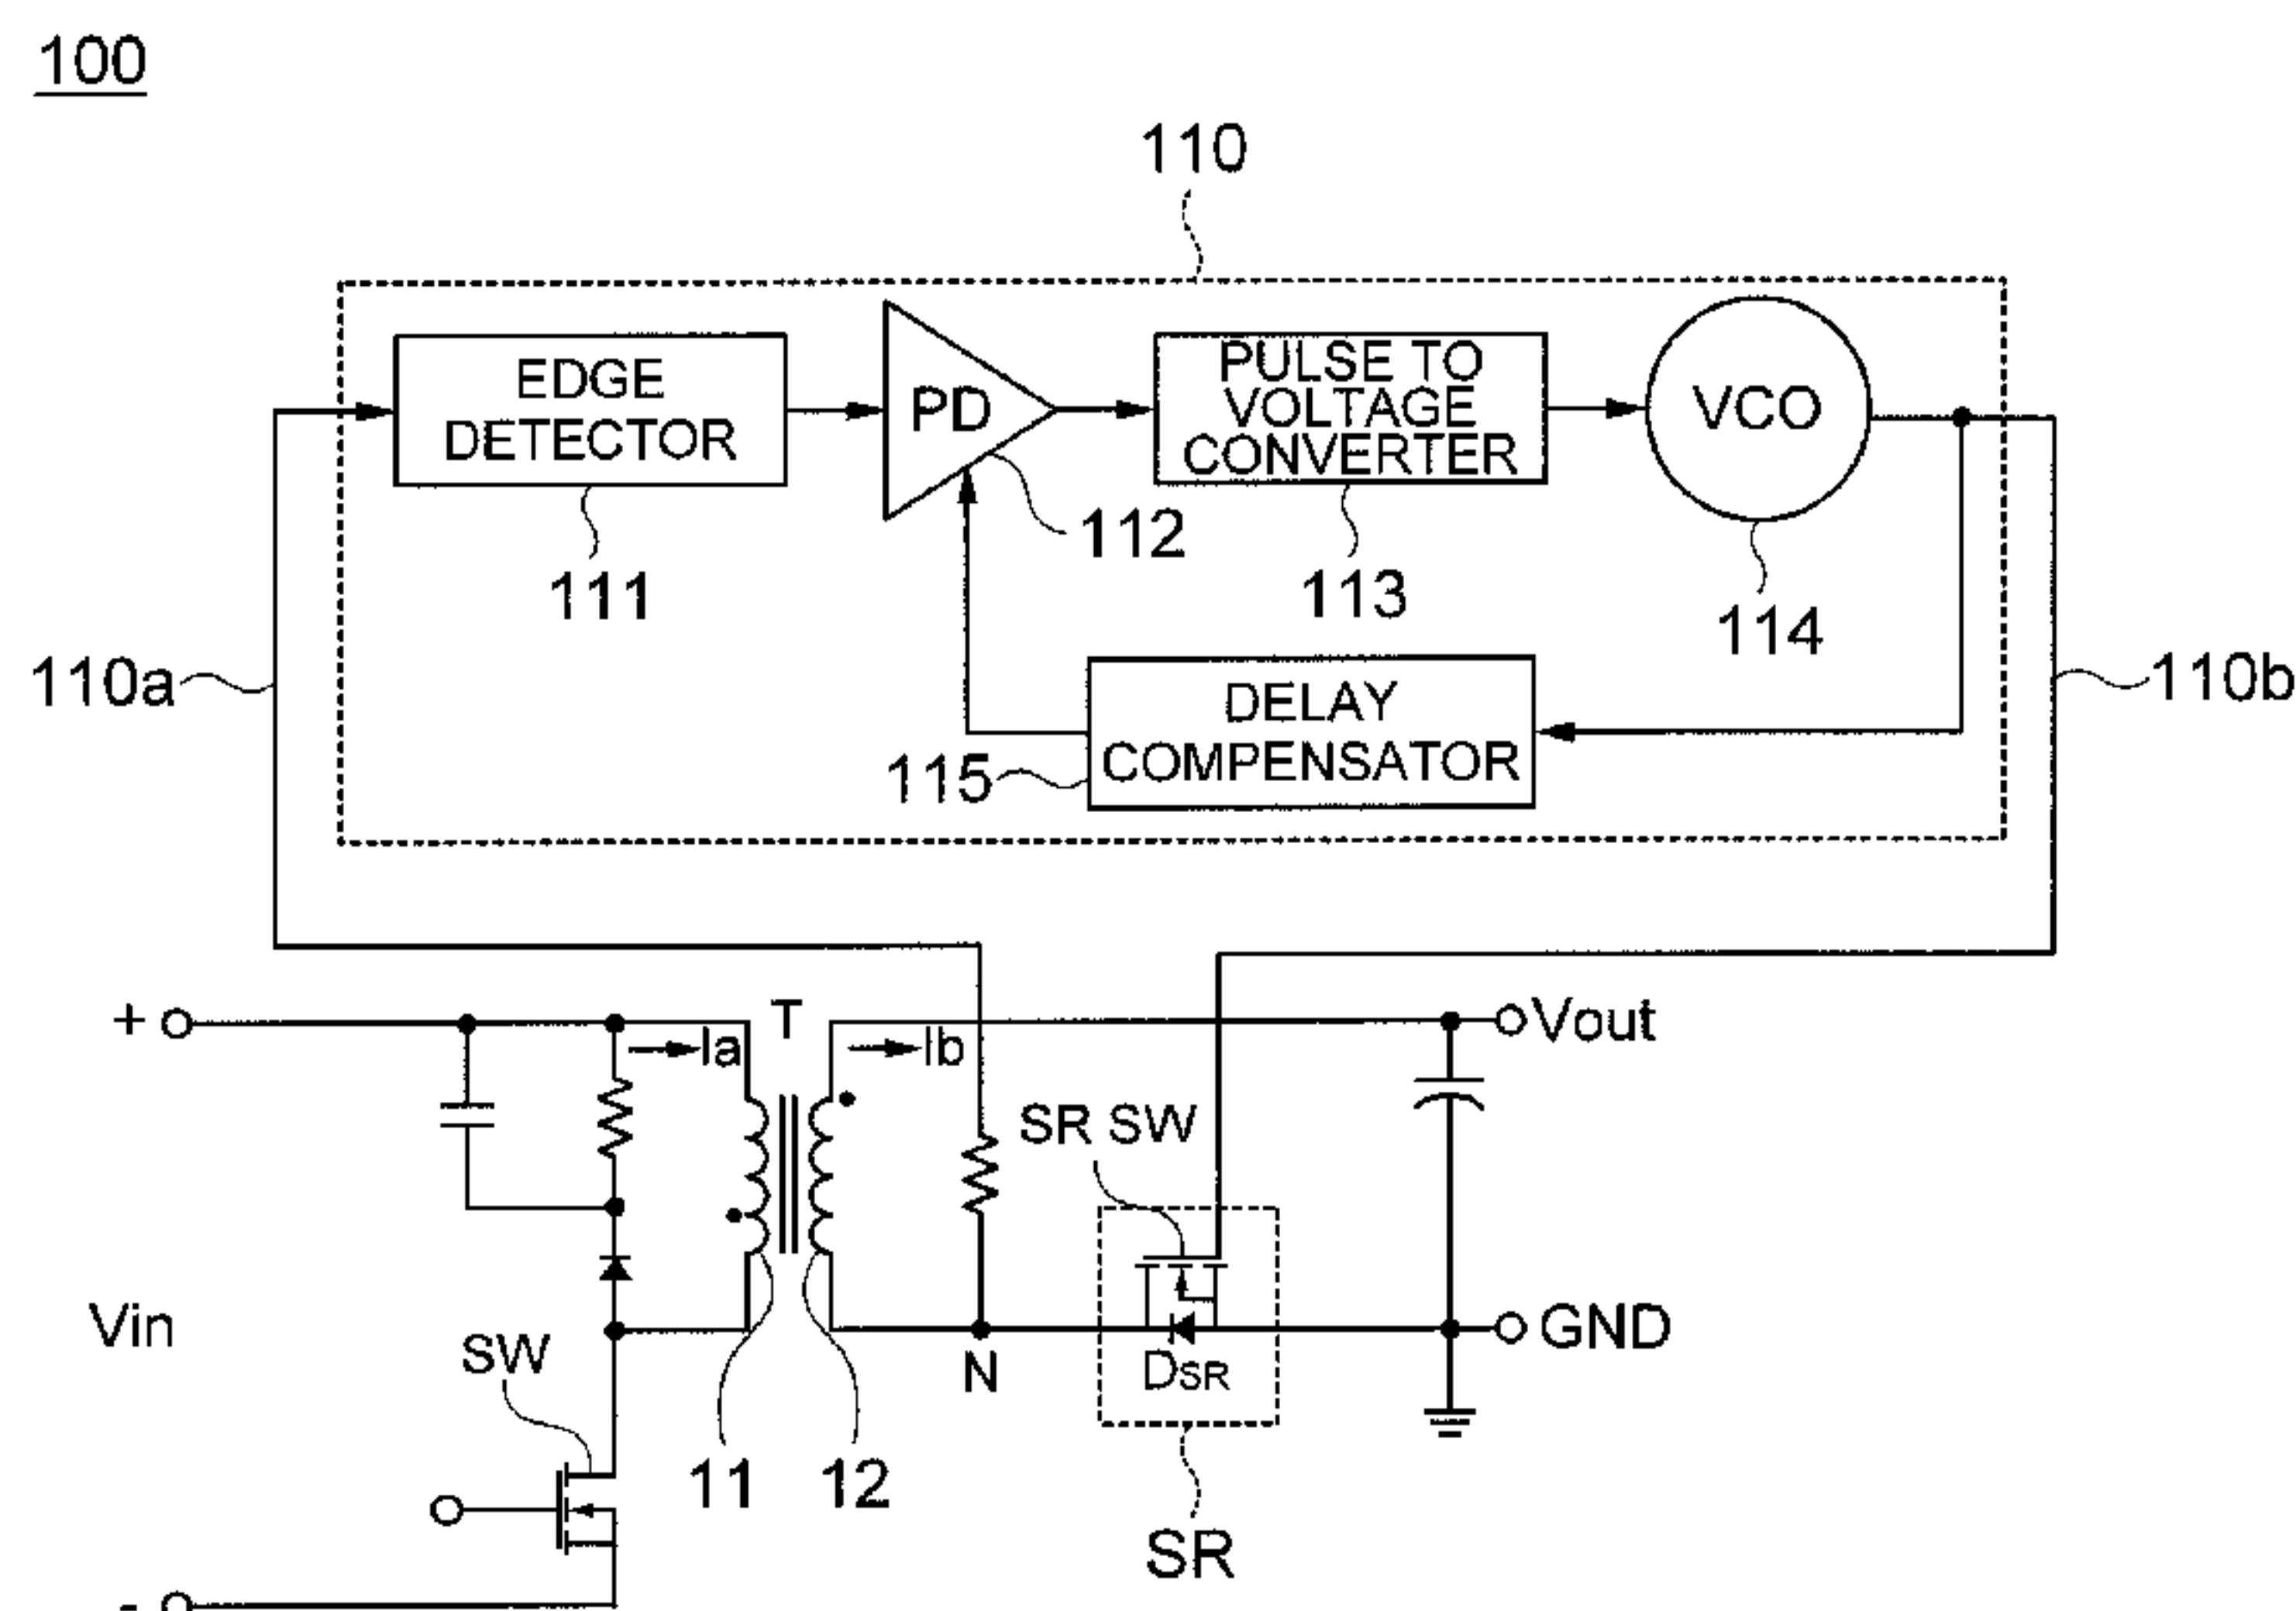 100
110
EDGE
DETECTOR
PD
PULSE TO
VOLTAGE
CONVERTER
VCO
111
112
113
114
110a
DELAY
COMPENSATOR
115
110b
+
Ia
T
Ib
Vout
SR SW
Vin
SW
N
DSR
GND
11
12
SR
-